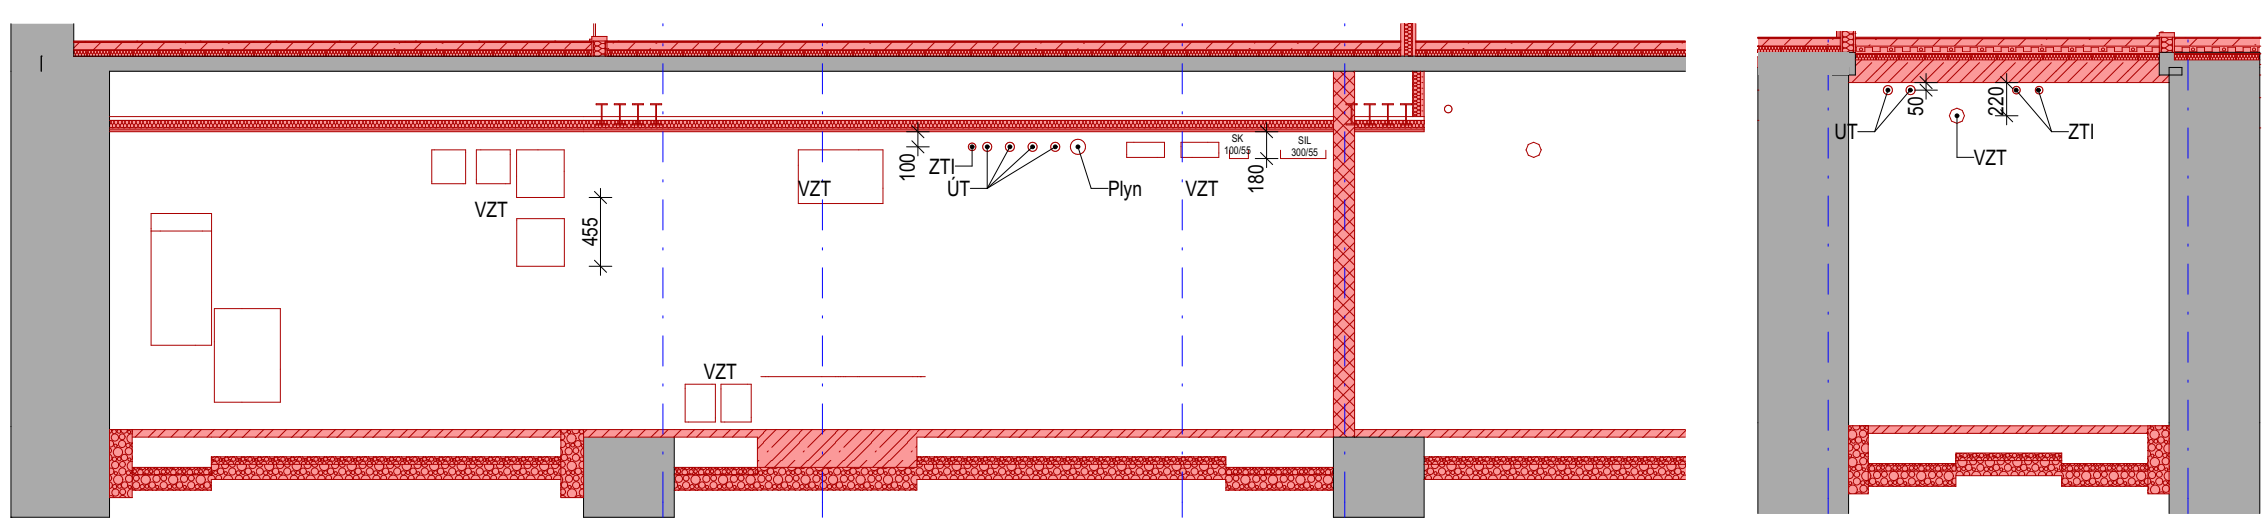 SK
100/55
SIL
300/55
100
180
ZTI
ÚT
Plyn
VZT
VZT
VZT
455
VZT
50
220
UT
ZTI
VZT